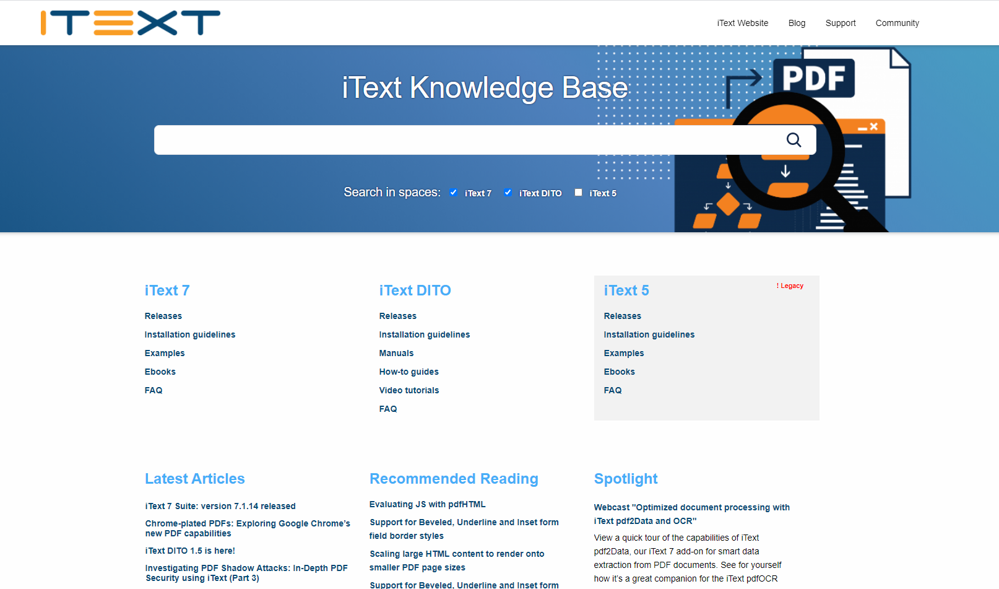 iTEXT
iText Website
Blog
Support
Community
PDF
iText Knowledge Base
Search in spaces:
iText 7
iText DITO
iText 5
iText 7
Releases
Installation guidelines
Examples
Ebooks
FAQ
iText DITO
Releases
Installation guidelines
Manuals
How-to guides
Video tutorials
FAQ
iText 5
! Legacy
Releases
Installation guidelines
Examples
Ebooks
FAQ
Latest Articles
iText 7 Suite: version 7.1.14 released
Chrome-plated PDFs: Exploring Google Chrome’s
new PDF capabilities
iText DITO 1.5 is here!
Investigating PDF Shadow Attacks: In-Depth PDF
Security using iText (Part 3)
Recommended Reading
Evaluating JS with pdfHTML
Support for Beveled, Underline and Inset form
field border styles
Scaling large HTML content to render onto
smaller PDF page sizes
Support for Beveled, Underline and Inset form
Spotlight
Webcast "Optimized document processing with
iText pdf2Data and OCR"
View a quick tour of the capabilities of iText
pdf2Data, our iText 7 add-on for smart data
extraction from PDF documents. See for yourself
how it’s a great companion for the iText pdfOCR